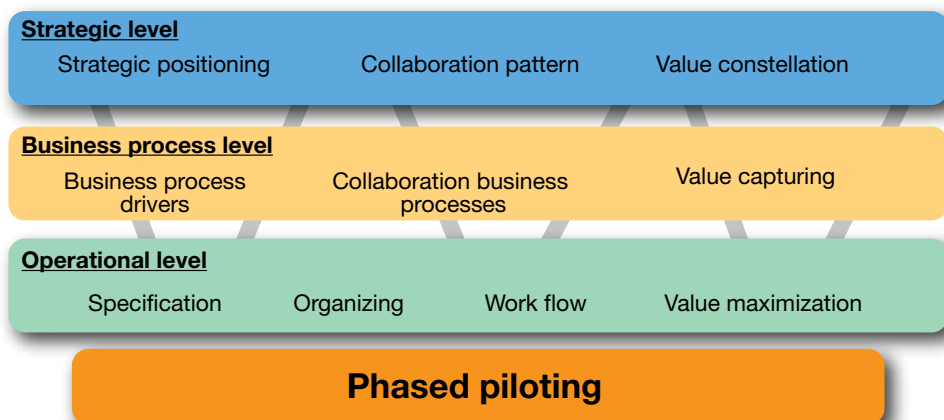 Strategic level
Strategic positioning Collaboration pattern Value constellation
Business process level
Business process drivers
Collaboration business processes
Value capturing
Operational level
Specification Organizing Work flow Value maximization
Phased piloting